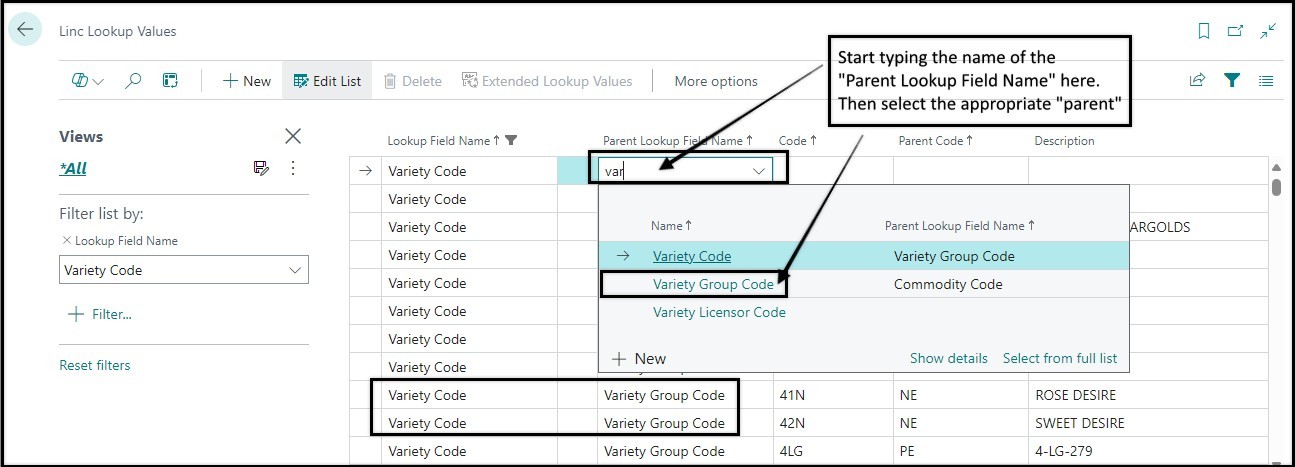 Linc Lookup Values
Start typing the name of the
"Parent Lookup Field Name" here.
Then select the appropriate "parent"
+ New Edit List Delete Extended Lookup Values More options
Views
*All
Filter list by:
× Lookup Field Name
Variety Code
+ Filter...
Reset filters
Lookup Field Name ↑ Parent Lookup Field Name ↑ Code ↑ Parent Code ↑ Description
→ Variety Code var
Variety Code
Variety Code ARGOLDS
Variety Code
Variety Code
Variety Code
Variety Code
Variety Code
Name ↑ Parent Lookup Field Name ↑
→ Variety Code Variety Group Code
Variety Group Code Commodity Code
Variety Licensor Code
+ New Show details Select from full list
Variety Code Variety Group Code 41N NE ROSE DESIRE
Variety Code Variety Group Code 42N NE SWEET DESIRE
Variety Code Variety Group Code 4LG PE 4-LG-279